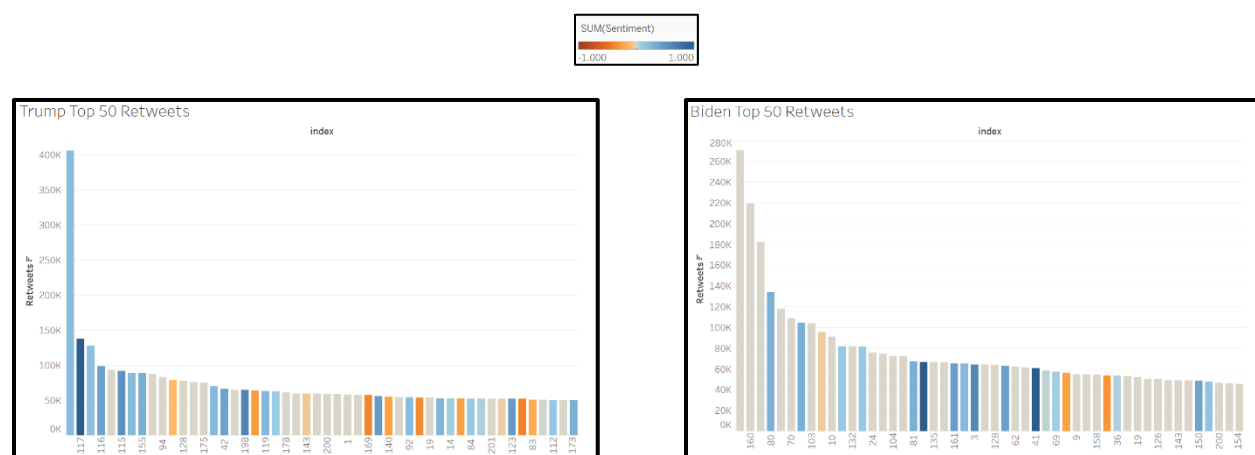 SUM(Sentiment)
-1.000 1.000
Trump Top 50 Retweets
index
400K
350K
300K
250K
200K
150K
100K
50K
0K
Retweets
117 116 115 155 94 128 175 42 198 119 178 143 200 1 169 140 92 19 14 84 201 123 83 112 173
Biden Top 50 Retweets
index
280K
260K
240K
220K
200K
180K
160K
140K
120K
100K
80K
60K
40K
20K
0K
Retweets
160 80 70 103 10 132 24 104 81 135 161 3 128 62 41 69 9 158 36 19 126 143 150 200 154